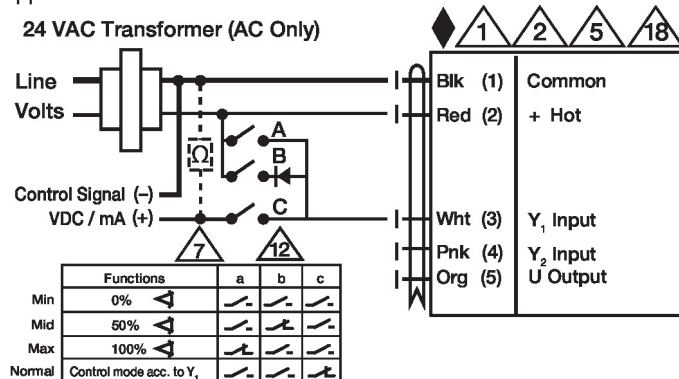 24 VAC Transformer (AC Only)
1 2 5 18
Line
Volts
Blk (1) Common
Red (2) + Hot
A
B
C
Ω
Control Signal (–)
VDC / mA (+)
Wht (3) Y₁ Input
Pnk (4) Y₂ Input
Org (5) U Output
7 12
Functions a b c
Min 0%
Mid 50%
Max 100%
Normal Control mode acc. to Y₁